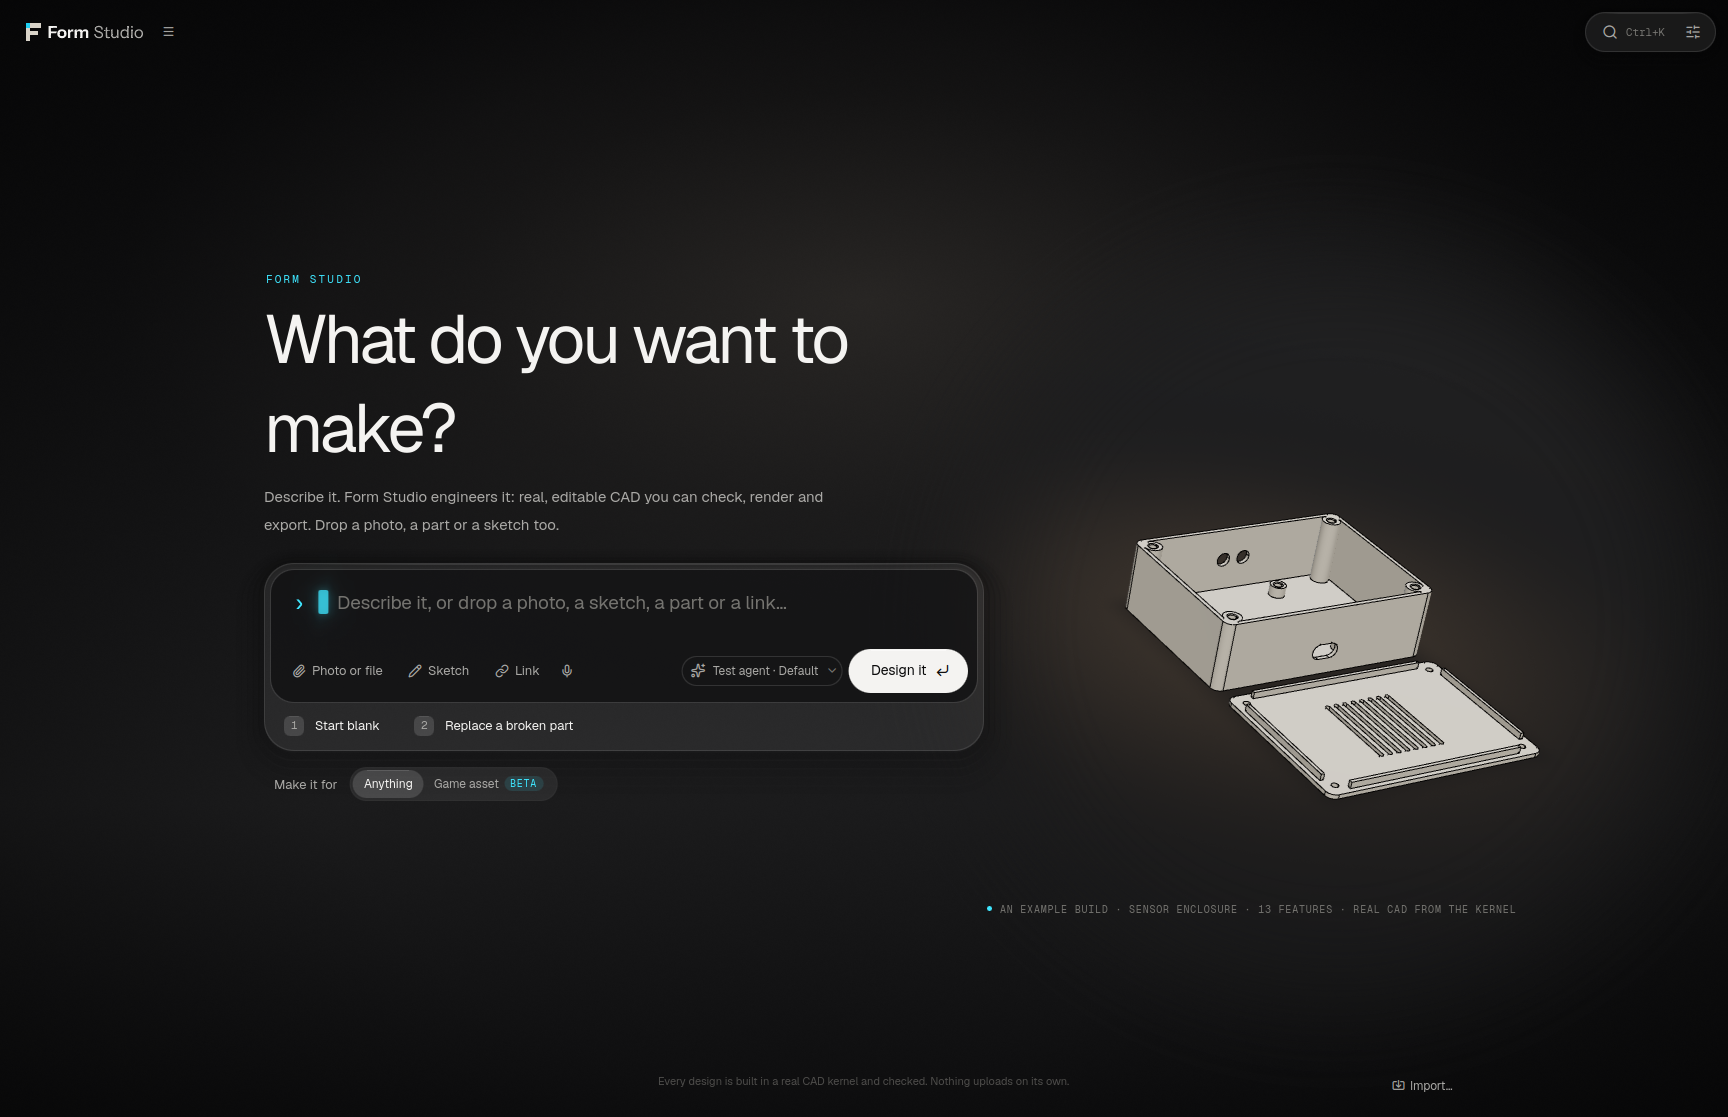 Form Studio
Ctrl+K
FORM STUDIO
What do you want to
make?
Describe it. Form Studio engineers it: real, editable CAD you can check, render and
export. Drop a photo, a part or a sketch too.
› Describe it, or drop a photo, a sketch, a part or a link...
Photo or file Sketch Link Test agent · Default Design it
1 Start blank 2 Replace a broken part
Make it for Anything Game asset BETA
AN EXAMPLE BUILD · SENSOR ENCLOSURE · 13 FEATURES · REAL CAD FROM THE KERNEL
Every design is built in a real CAD kernel and checked. Nothing uploads on its own.
Import...